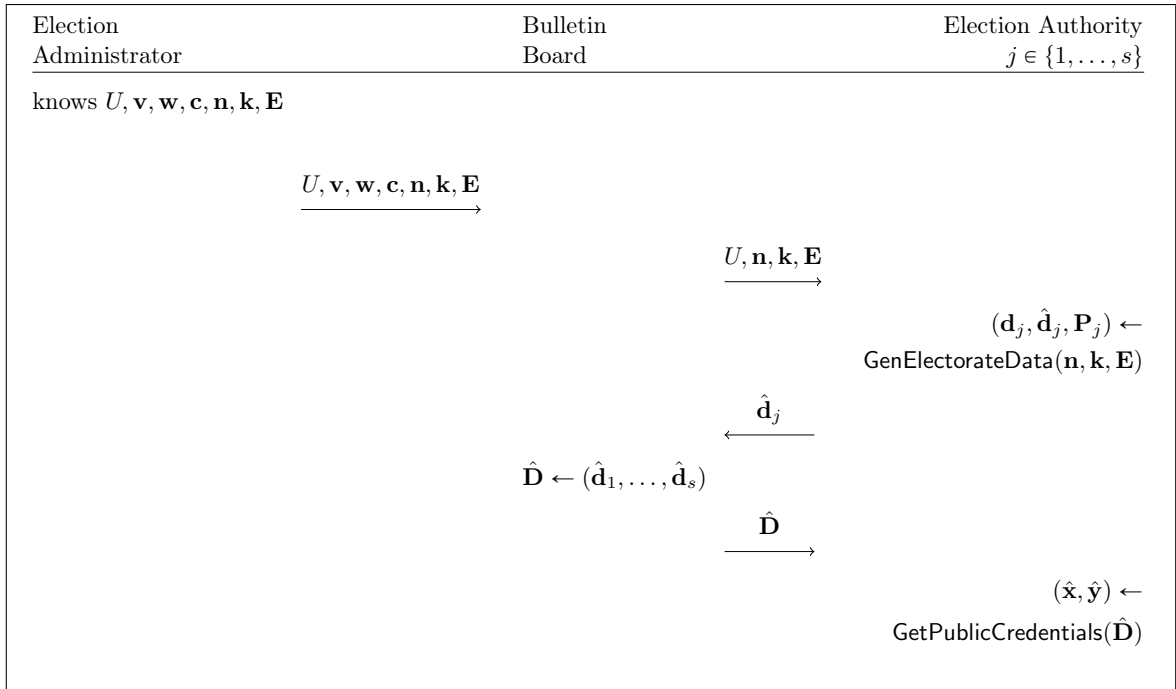 Election Administrator
Bulletin Board
Election Authority j ∈ {1, . . . , s}
knows U, v, w, c, n, k, E
U, v, w, c, n, k, E
U, n, k, E
(d_j, d̂_j, P_j) ←
GenElectorateData(n, k, E)
d̂_j
D̂ ← (d̂_1, . . . , d̂_s)
D̂
(x̂, ŷ) ←
GetPublicCredentials(D̂)